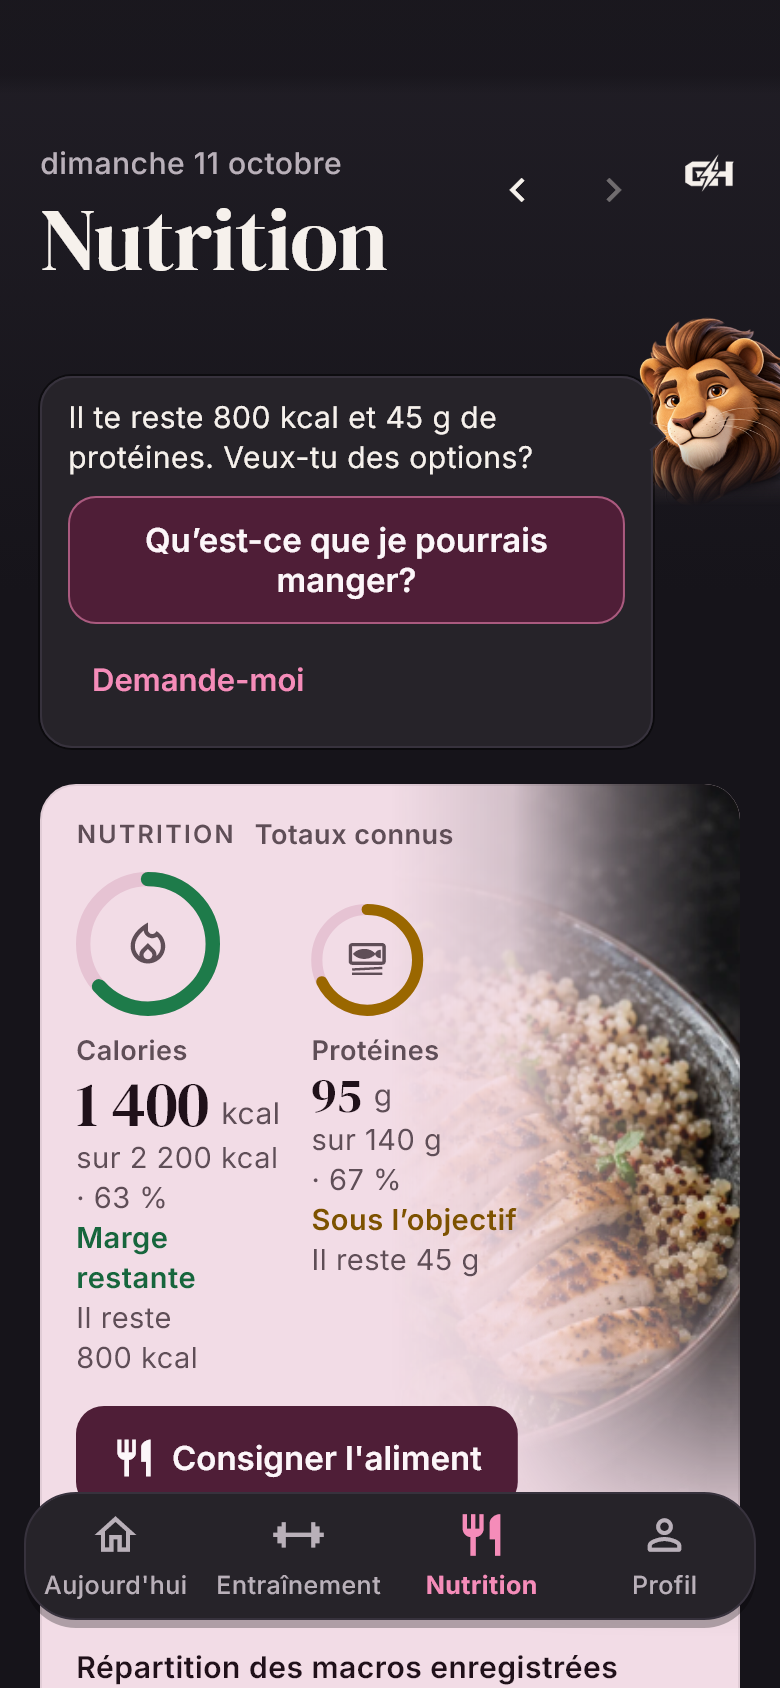 dimanche 11 octobre
Nutrition
GH
Il te reste 800 kcal et 45 g de
protéines. Veux-tu des options?
Qu’est-ce que je pourrais
manger?
Demande-moi
NUTRITION Totaux connus
Calories
1 400 kcal
sur 2 200 kcal
· 63 %
Marge
restante
Il reste
800 kcal
Protéines
95 g
sur 140 g
· 67 %
Sous l’objectif
Il reste 45 g
Consigner l'aliment
Aujourd'hui Entraînement Nutrition Profil
Répartition des macros enregistrées